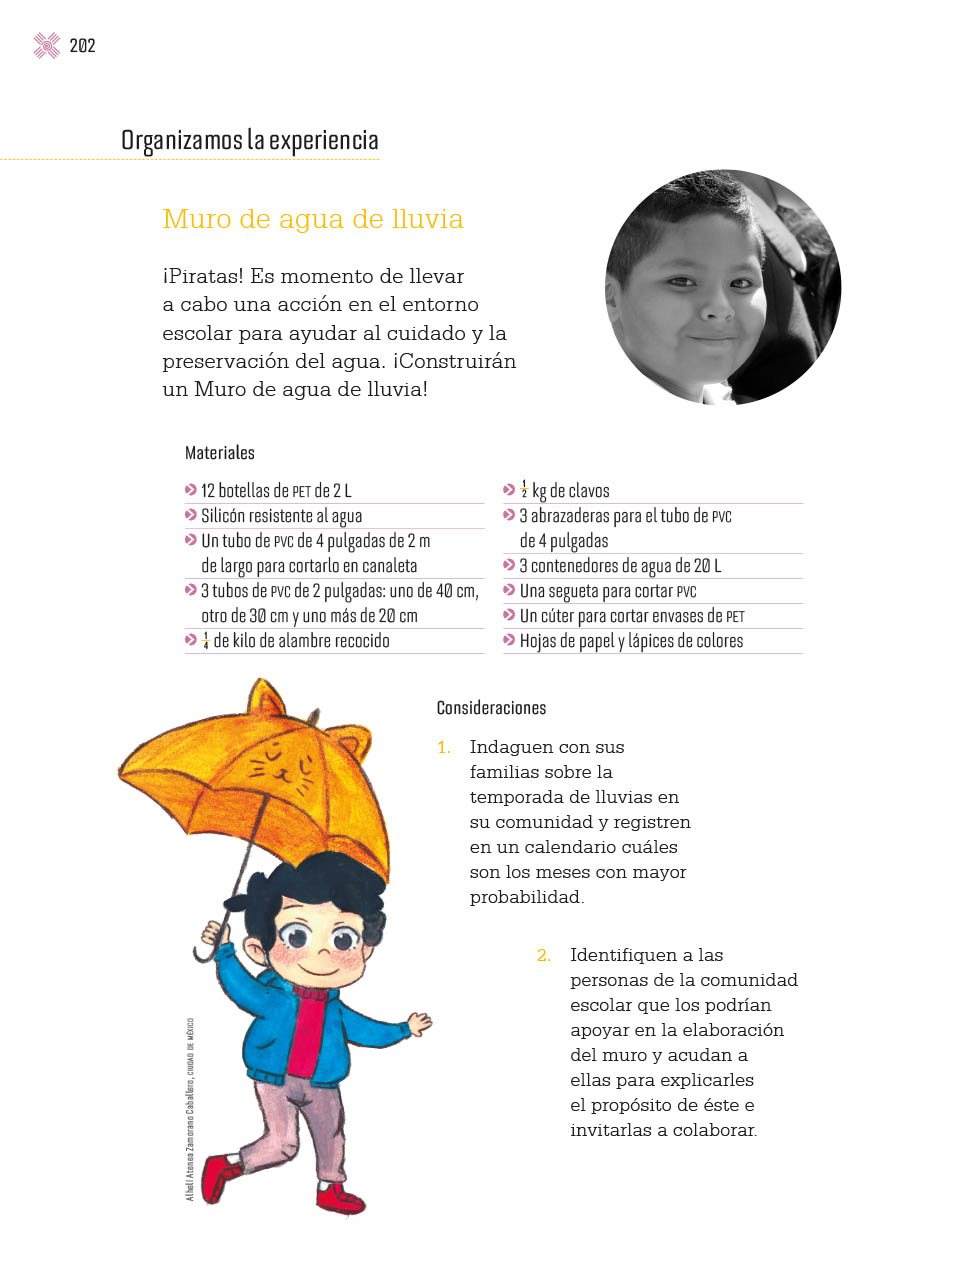 202
Organizamos la experiencia
Muro de agua de lluvia
¡Piratas! Es momento de llevar
a cabo una acción en el entorno
escolar para ayudar al cuidado y la
preservación del agua. ¡Construirán
un Muro de agua de lluvia!
Materiales
12 botellas de PET de 2 L
Silicón resistente al agua
Un tubo de PVC de 4 pulgadas de 2 m
de largo para cortarlo en canaleta
3 tubos de PVC de 2 pulgadas: uno de 40 cm,
otro de 30 cm y uno más de 20 cm
1/4 de kilo de alambre recocido
1/2 kg de clavos
3 abrazaderas para el tubo de PVC
de 4 pulgadas
3 contenedores de agua de 20 L
Una segueta para cortar PVC
Un cúter para cortar envases de PET
Hojas de papel y lápices de colores
Consideraciones
1. Indaguen con sus
familias sobre la
temporada de lluvias en
su comunidad y registren
en un calendario cuáles
son los meses con mayor
probabilidad.
2. Identifiquen a las
personas de la comunidad
escolar que los podrían
apoyar en la elaboración
del muro y acudan a
ellas para explicarles
el propósito de éste e
invitarlas a colaborar.
Alhelí Atenea Zamorano Caballero, CIUDAD DE MÉXICO